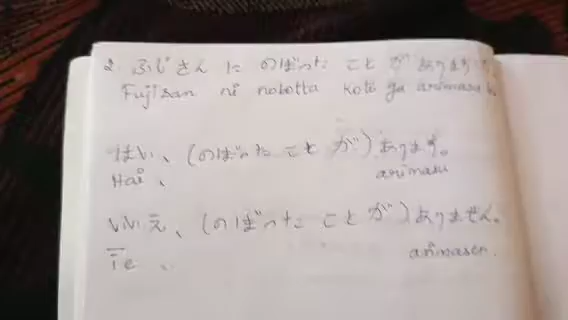 2. ふじさん に のぼった こと が ありますか。
Fujisan ni nobotta koto ga arimasu
はい、(のぼった こと が) あります。
Hai, arimasu
いいえ、(のぼった こと が) ありません。
īe, arimasen.